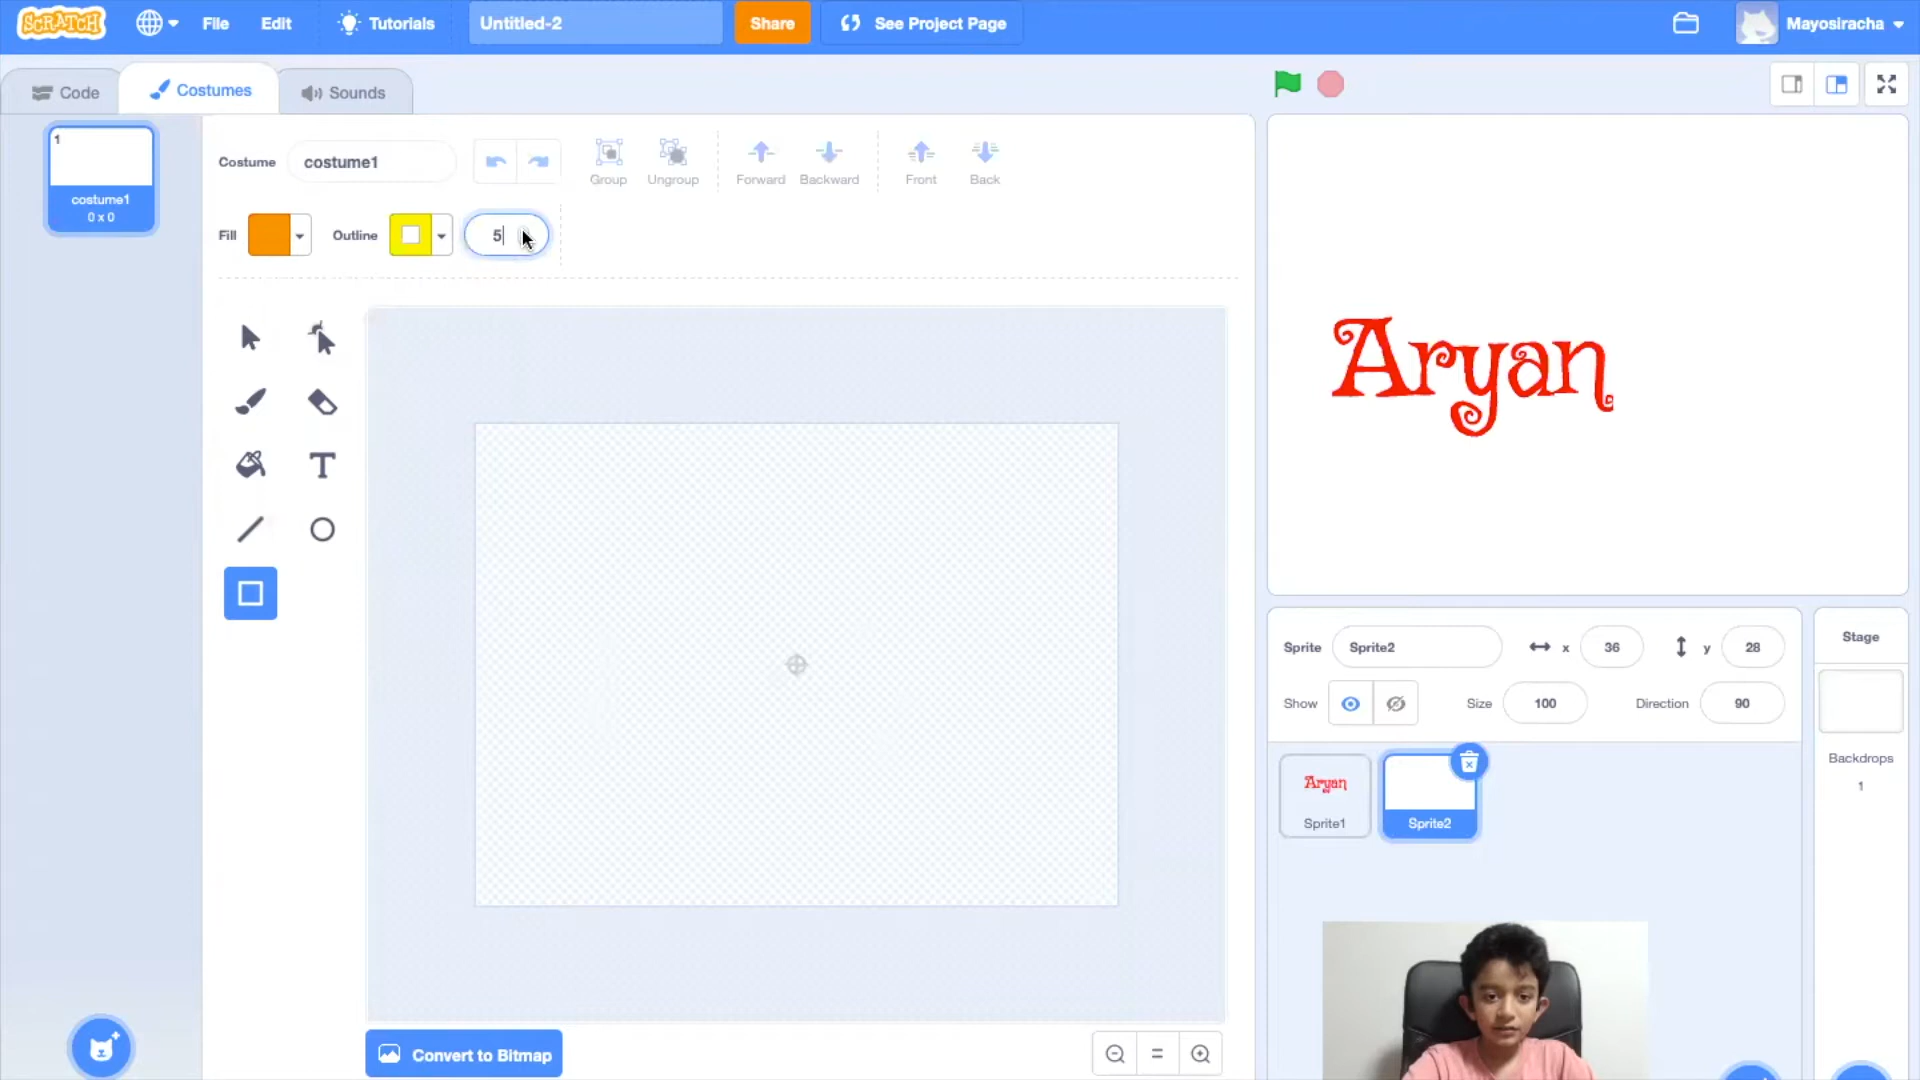 SCRATCH File Edit Tutorials Untitled-2 Share See Project Page Mayosiracha
Code Costumes Sounds
1
costume1
0 x 0
Costume costume1
Group Ungroup Forward Backward Front Back
Fill Outline 5
T
Convert to Bitmap
=
Aryan
Sprite Sprite2 x 36 y 28
Show Size 100 Direction 90
Aryan
Sprite1
Sprite2
Stage
Backdrops
1